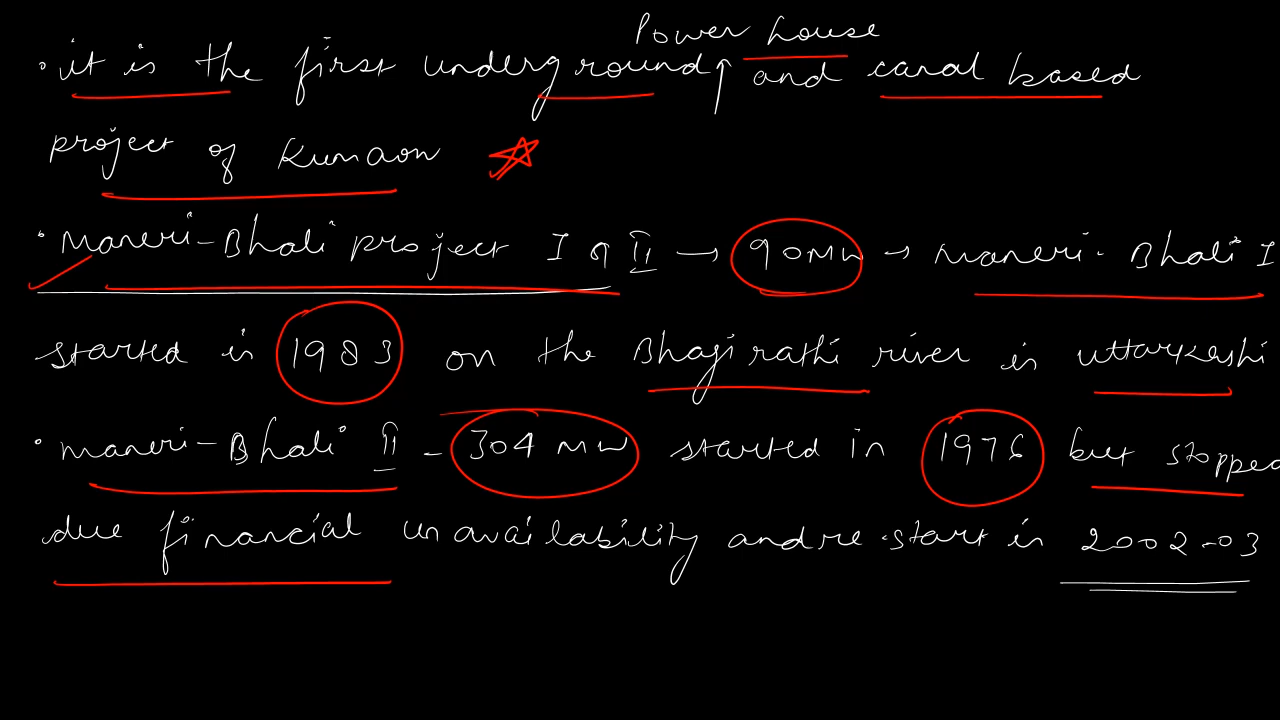 Power house
• it is the first underground ↑ and canal based
project of Kumaon
• Maneri-Bhali project I & II → 90 MW → Maneri-Bhali I
started in 1983 on the Bhagirathi river in uttarkashi
• Maneri-Bhali II - 304 MW started in 1976 but stopped
due financial unavailability and re-start in 2002-03